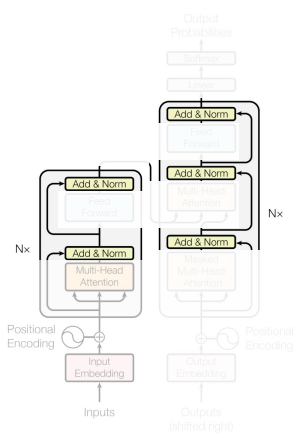 Output
Probabilities
Softmax
Linear
Add & Norm
Feed
Forward
Add & Norm
Add & Norm
Multi-Head
Attention
Feed
Forward
Nx
Add & Norm
Nx
Add & Norm
Multi-Head
Attention
Masked
Multi-Head
Attention
Positional
Encoding
Positional
Encoding
Input
Embedding
Output
Embedding
Inputs
Outputs
(shifted right)